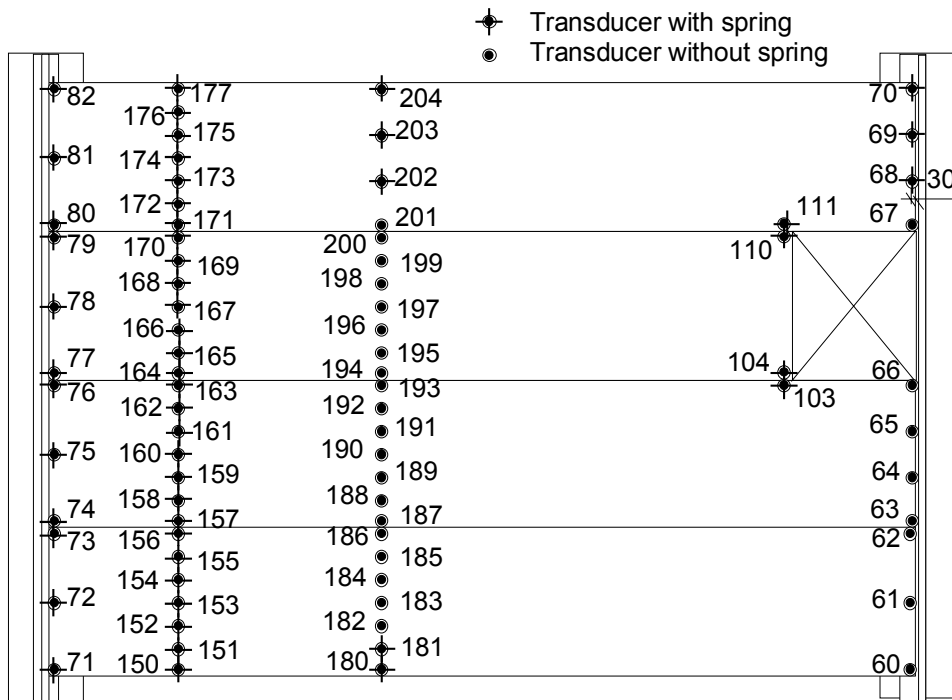 Transducer with spring
Transducer without spring
82 177 204 70
176
175 203 69
81 174
173 202 68 30
172
80 171 201 111 67
79 170 200 110
169 199
168 198
78 167 197
166 196
165 195
77 164 194 104 66
76 163 193 103
162 192
161 191 65
75 160 190
159 189 64
158 188
74 157 187 63
73 156 186 62
155 185
154 184
72 153 183 61
152 182
151 181
71 150 180 60